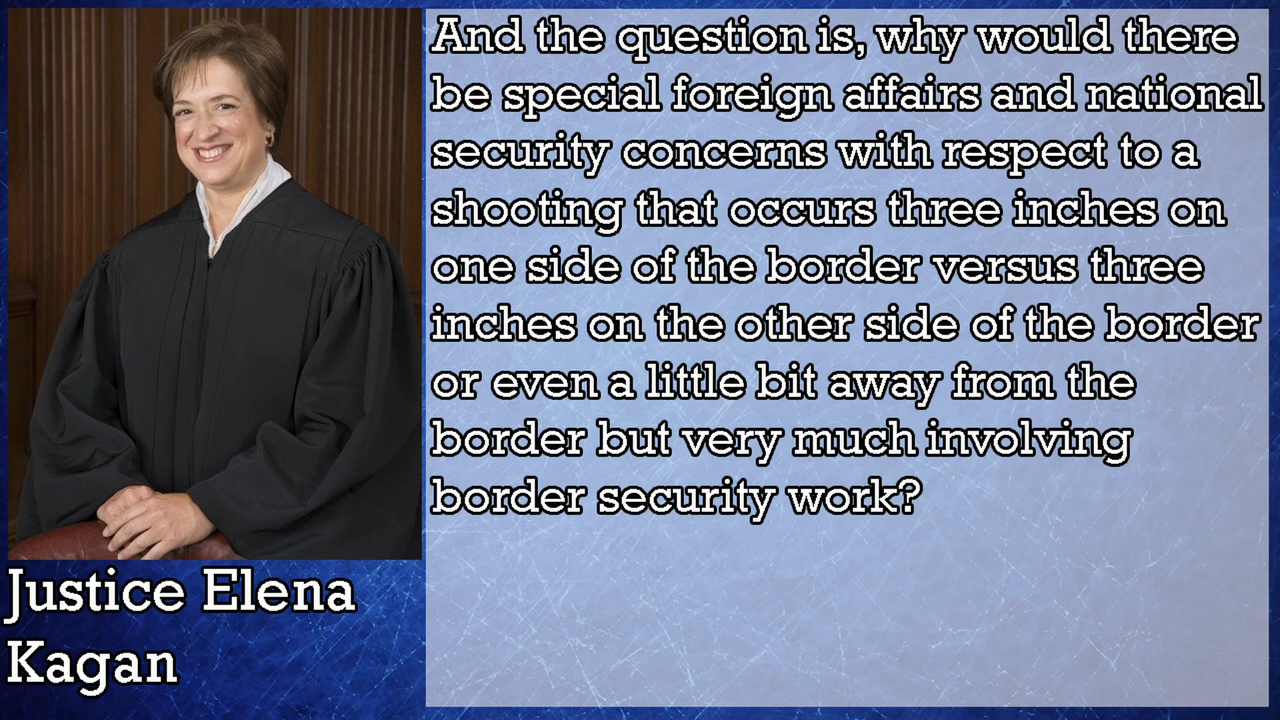 And the question is, why would there
be special foreign affairs and national
security concerns with respect to a
shooting that occurs three inches on
one side of the border versus three
inches on the other side of the border
or even a little bit away from the
border but very much involving
border security work?
Justice Elena
Kagan